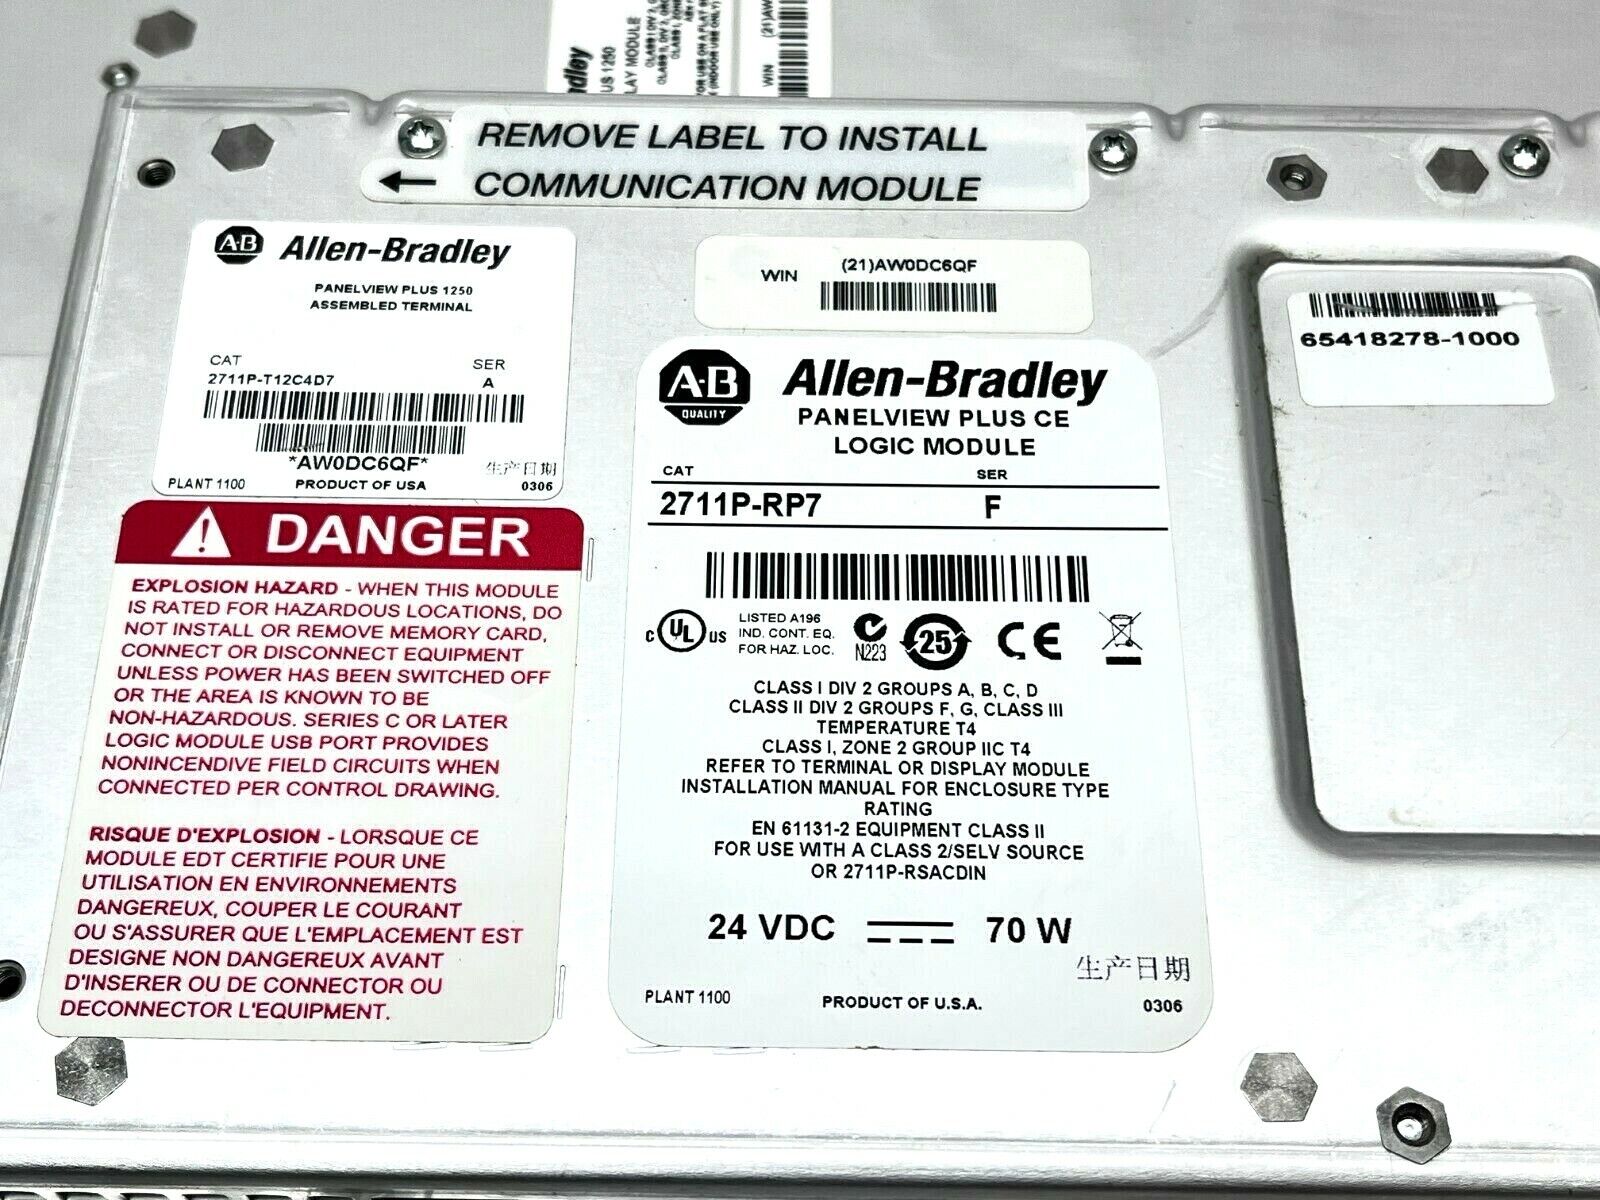 REMOVE LABEL TO INSTALL
COMMUNICATION MODULE
A-B Allen-Bradley
PANELVIEW PLUS 1250
ASSEMBLED TERMINAL
CAT SER
2711P-T12C4D7 A
*AW0DC6QF*
生产日期
PLANT 1100 PRODUCT OF USA 0306
DANGER
EXPLOSION HAZARD - WHEN THIS MODULE
IS RATED FOR HAZARDOUS LOCATIONS, DO
NOT INSTALL OR REMOVE MEMORY CARD,
CONNECT OR DISCONNECT EQUIPMENT
UNLESS POWER HAS BEEN SWITCHED OFF
OR THE AREA IS KNOWN TO BE
NON-HAZARDOUS. SERIES C OR LATER
LOGIC MODULE USB PORT PROVIDES
NONINCENDIVE FIELD CIRCUITS WHEN
CONNECTED PER CONTROL DRAWING.
RISQUE D'EXPLOSION - LORSQUE CE
MODULE EDT CERTIFIE POUR UNE
UTILISATION EN ENVIRONNEMENTS
DANGEREUX, COUPER LE COURANT
OU S'ASSURER QUE L'EMPLACEMENT EST
DESIGNE NON DANGEREUX AVANT
D'INSERER OU DE CONNECTOR OU
DECONNECTOR L'EQUIPMENT.
WIN (21)AW0DC6QF
A-B QUALITY
Allen-Bradley
PANELVIEW PLUS CE
LOGIC MODULE
CAT SER
2711P-RP7 F
C UL US
LISTED A196
IND. CONT. EQ.
FOR HAZ. LOC.
N223
25
CE
CLASS I DIV 2 GROUPS A, B, C, D
CLASS II DIV 2 GROUPS F, G, CLASS III
TEMPERATURE T4
CLASS I, ZONE 2 GROUP IIC T4
REFER TO TERMINAL OR DISPLAY MODULE
INSTALLATION MANUAL FOR ENCLOSURE TYPE
RATING
EN 61131-2 EQUIPMENT CLASS II
FOR USE WITH A CLASS 2/SELV SOURCE
OR 2711P-RSACDIN
24 VDC 70 W
生产日期
PLANT 1100 PRODUCT OF U.S.A. 0306
65418278-1000
US 1250
LAY MODULE
WIN